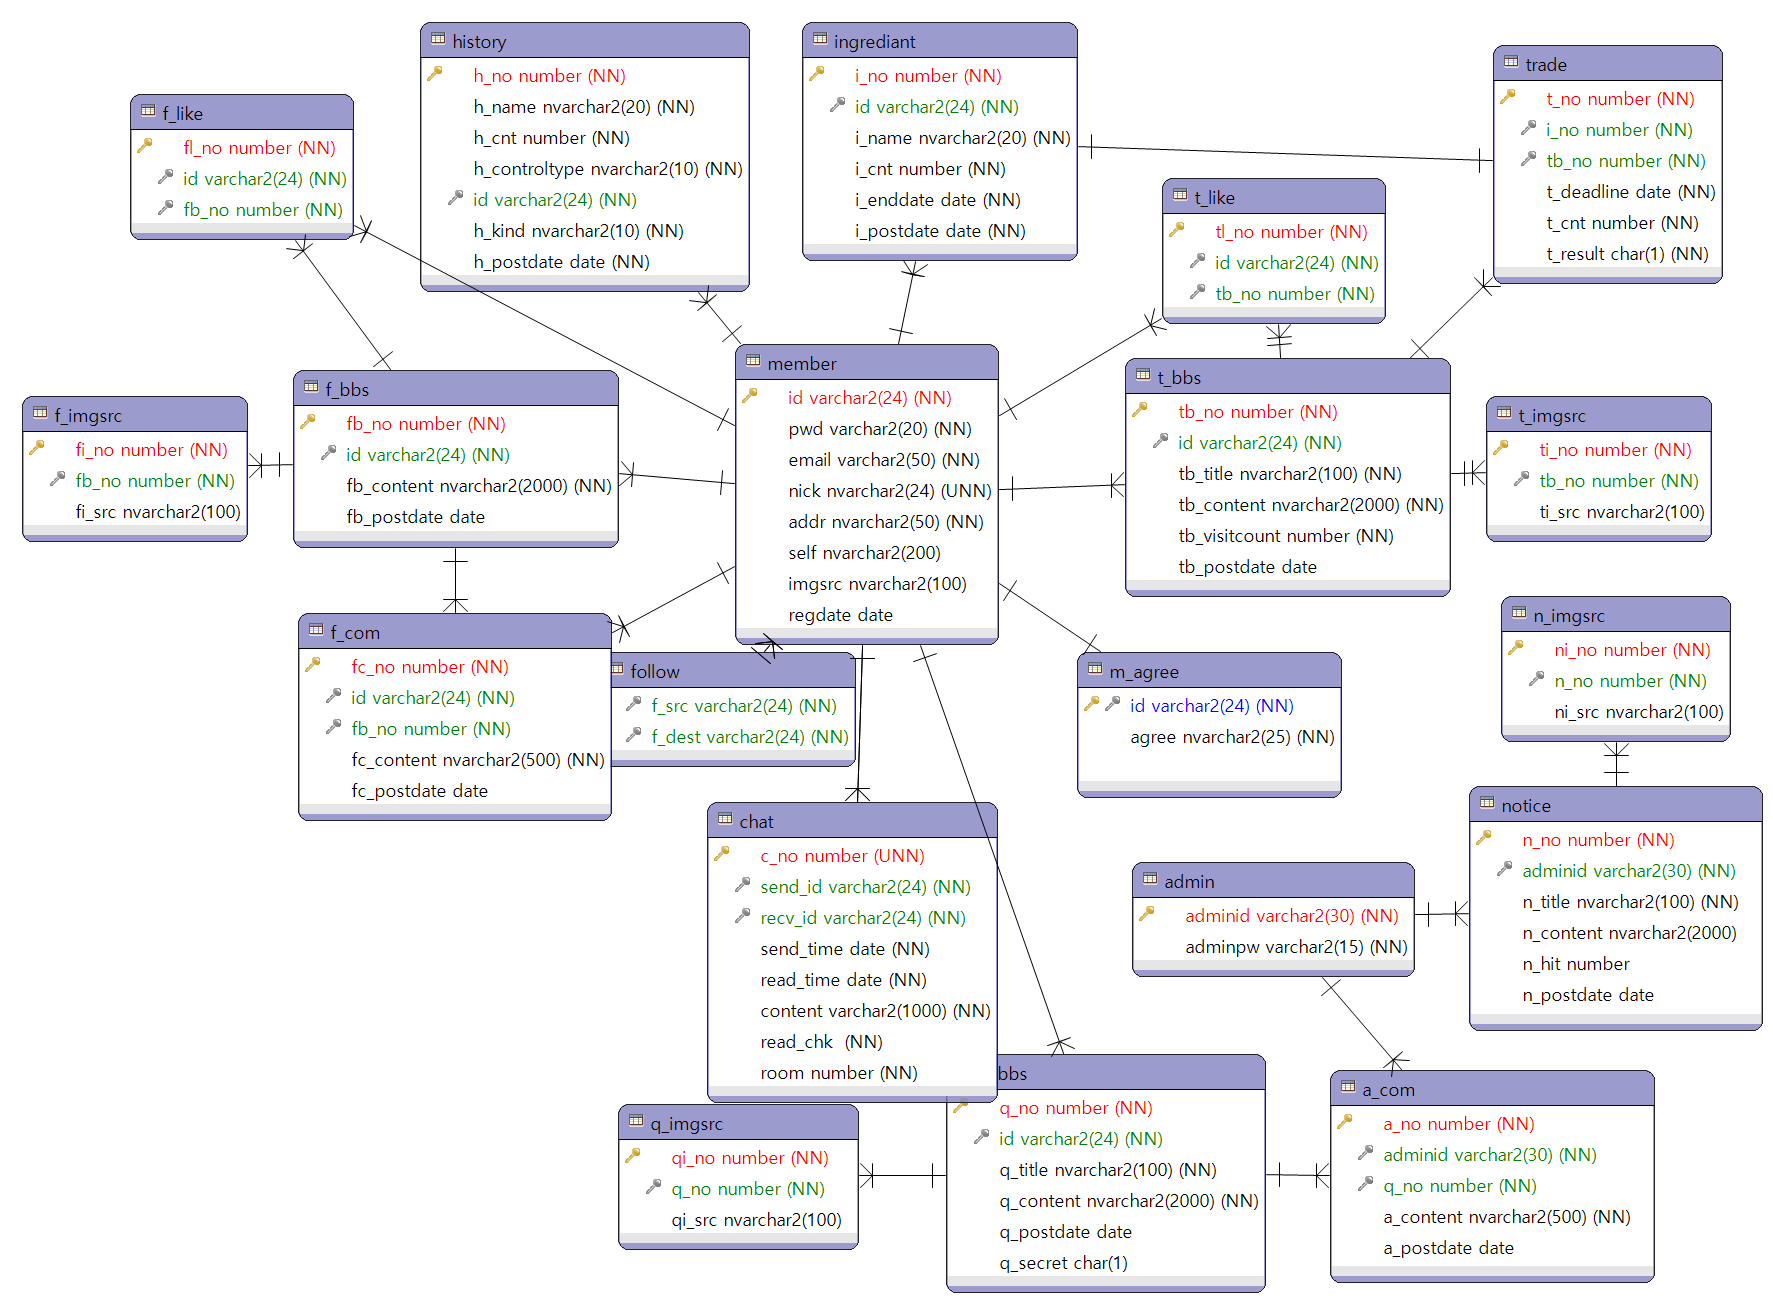 history
h_no number (NN)
h_name nvarchar2(20) (NN)
h_cnt number (NN)
h_controltype nvarchar2(10) (NN)
id varchar2(24) (NN)
h_kind nvarchar2(10) (NN)
h_postdate date (NN)
ingrediant
i_no number (NN)
id varchar2(24) (NN)
i_name nvarchar2(20) (NN)
i_cnt number (NN)
i_enddate date (NN)
i_postdate date (NN)
trade
t_no number (NN)
i_no number (NN)
tb_no number (NN)
t_deadline date (NN)
t_cnt number (NN)
t_result char(1) (NN)
f_like
fl_no number (NN)
id varchar2(24) (NN)
fb_no number (NN)
t_like
tl_no number (NN)
id varchar2(24) (NN)
tb_no number (NN)
member
id varchar2(24) (NN)
pwd varchar2(20) (NN)
email varchar2(50) (NN)
nick nvarchar2(24) (UNN)
addr nvarchar2(50) (NN)
self nvarchar2(200)
imgsrc nvarchar2(100)
regdate date
t_bbs
tb_no number (NN)
id varchar2(24) (NN)
tb_title nvarchar2(100) (NN)
tb_content nvarchar2(2000) (NN)
tb_visitcount number (NN)
tb_postdate date
f_bbs
fb_no number (NN)
id varchar2(24) (NN)
fb_content nvarchar2(2000) (NN)
fb_postdate date
f_imgsrc
fi_no number (NN)
fb_no number (NN)
fi_src nvarchar2(100)
t_imgsrc
ti_no number (NN)
tb_no number (NN)
ti_src nvarchar2(100)
f_com
fc_no number (NN)
id varchar2(24) (NN)
fb_no number (NN)
fc_content nvarchar2(500) (NN)
fc_postdate date
follow
f_src varchar2(24) (NN)
f_dest varchar2(24) (NN)
m_agree
id varchar2(24) (NN)
agree nvarchar2(25) (NN)
n_imgsrc
ni_no number (NN)
n_no number (NN)
ni_src nvarchar2(100)
chat
c_no number (UNN)
send_id varchar2(24) (NN)
recv_id varchar2(24) (NN)
send_time date (NN)
read_time date (NN)
content varchar2(1000) (NN)
read_chk (NN)
room number (NN)
notice
n_no number (NN)
adminid varchar2(30) (NN)
n_title nvarchar2(100) (NN)
n_content nvarchar2(2000)
n_hit number
n_postdate date
admin
adminid varchar2(30) (NN)
adminpw varchar2(15) (NN)
bbs
q_no number (NN)
id varchar2(24) (NN)
q_title nvarchar2(100) (NN)
q_content nvarchar2(2000) (NN)
q_postdate date
q_secret char(1)
q_imgsrc
qi_no number (NN)
q_no number (NN)
qi_src nvarchar2(100)
a_com
a_no number (NN)
adminid varchar2(30) (NN)
q_no number (NN)
a_content nvarchar2(500) (NN)
a_postdate date